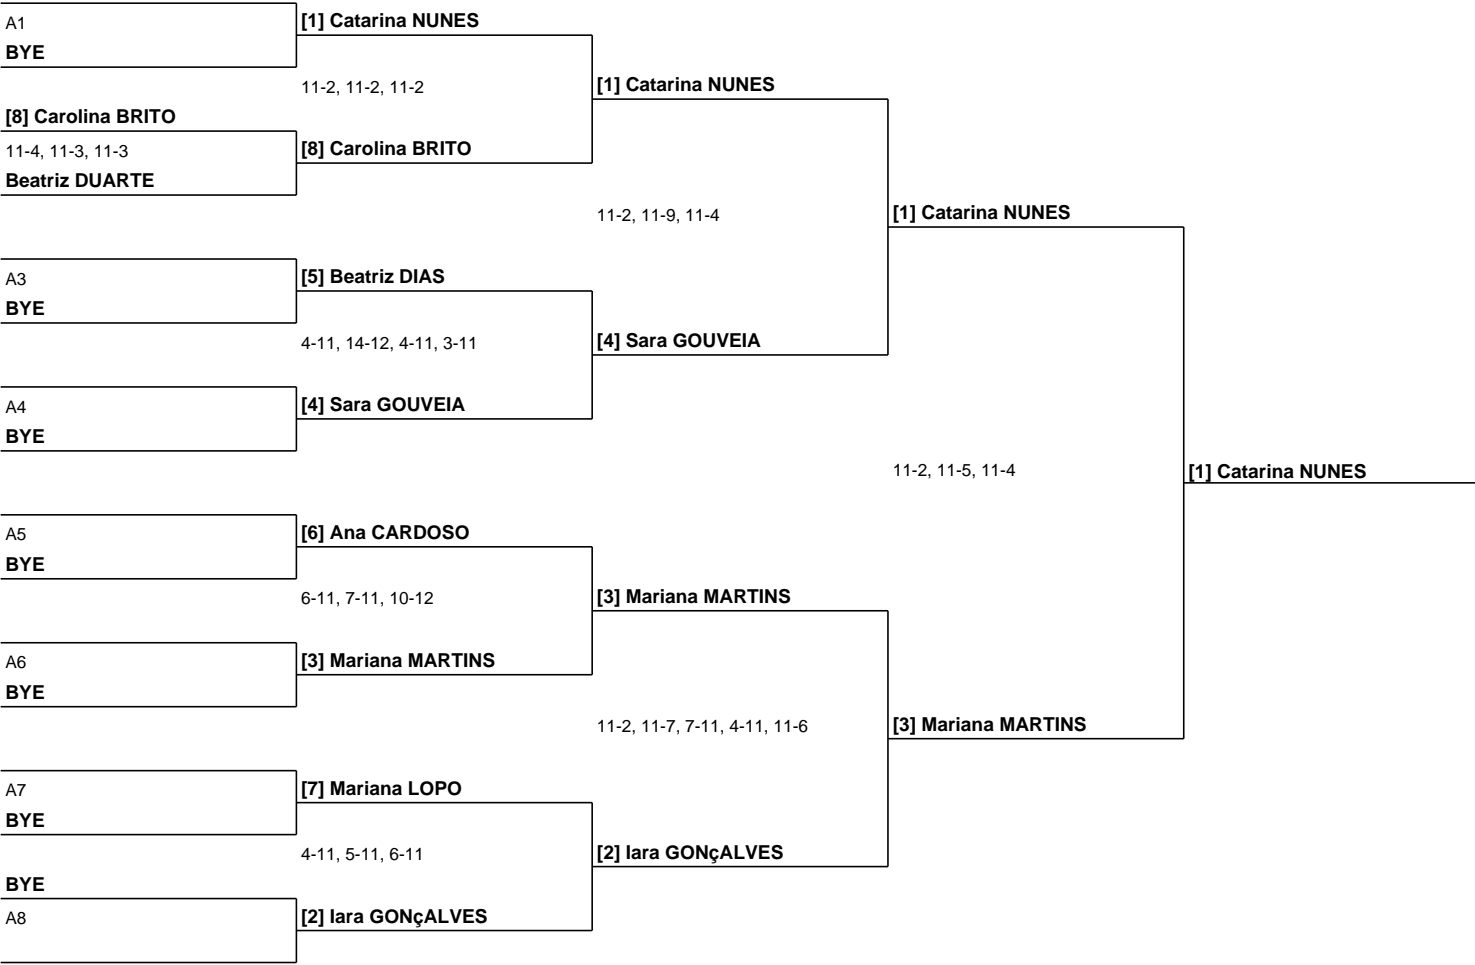 A1
BYE
[1] Catarina NUNES
11-2, 11-2, 11-2
[8] Carolina BRITO
11-4, 11-3, 11-3
Beatriz DUARTE
[8] Carolina BRITO
[1] Catarina NUNES
11-2, 11-9, 11-4
A3
BYE
[5] Beatriz DIAS
4-11, 14-12, 4-11, 3-11
A4
BYE
[4] Sara GOUVEIA
[4] Sara GOUVEIA
[1] Catarina NUNES
11-2, 11-5, 11-4
[1] Catarina NUNES
A5
BYE
[6] Ana CARDOSO
6-11, 7-11, 10-12
A6
BYE
[3] Mariana MARTINS
[3] Mariana MARTINS
11-2, 11-7, 7-11, 4-11, 11-6
[3] Mariana MARTINS
A7
BYE
[7] Mariana LOPO
4-11, 5-11, 6-11
BYE
A8
[2] Iara GONçALVES
[2] Iara GONçALVES